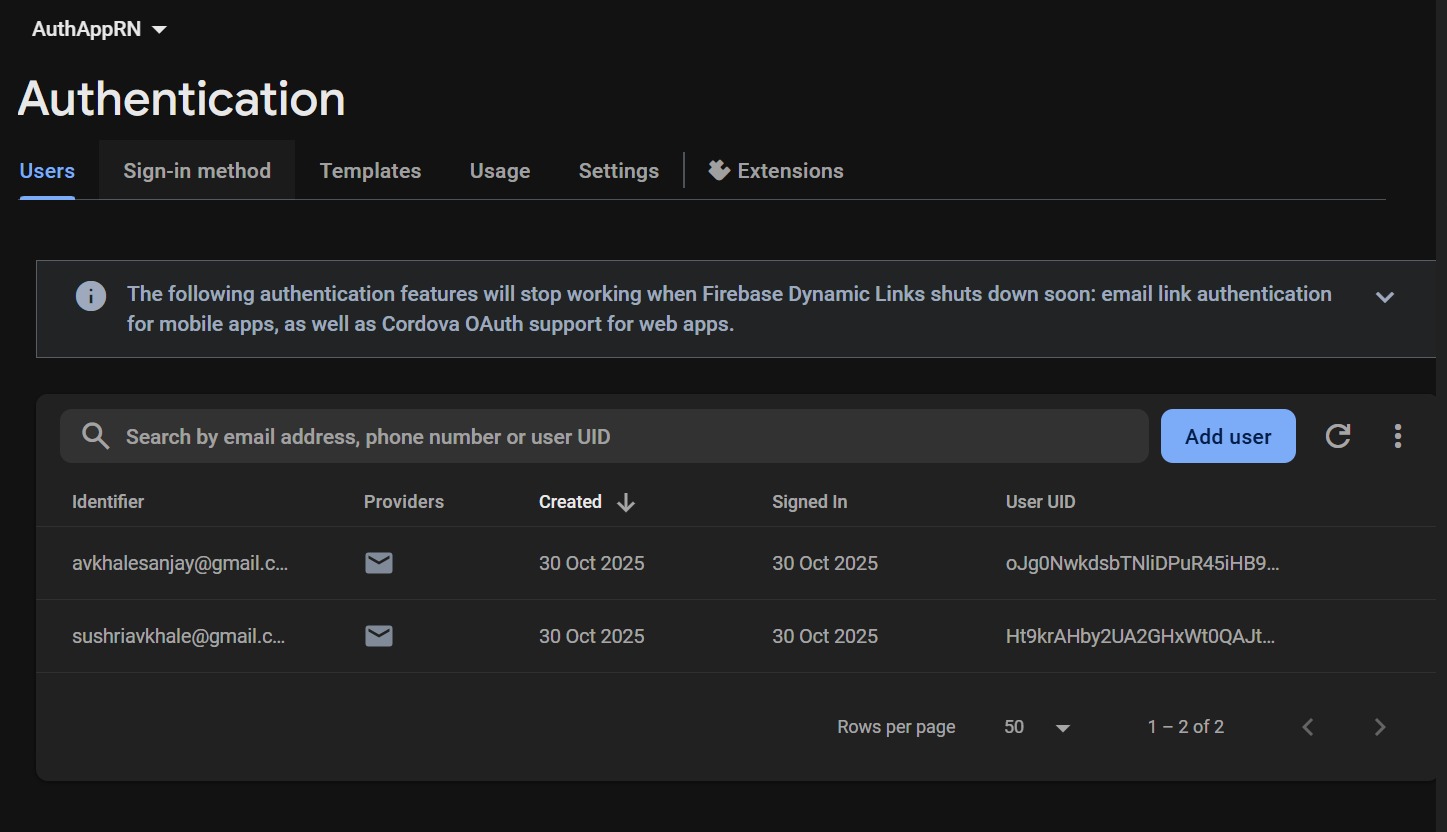 AuthAppRN
Authentication
Users Sign-in method Templates Usage Settings Extensions
The following authentication features will stop working when Firebase Dynamic Links shuts down soon: email link authentication
for mobile apps, as well as Cordova OAuth support for web apps.
Search by email address, phone number or user UID Add user
Identifier Providers Created Signed In User UID
avkhalesanjay@gmail.c... 30 Oct 2025 30 Oct 2025 oJg0NwkdsbTNliDPuR45iHB9...
sushriavkhale@gmail.c... 30 Oct 2025 30 Oct 2025 Ht9krAHby2UA2GHxWt0QAJt...
Rows per page 50 1 – 2 of 2